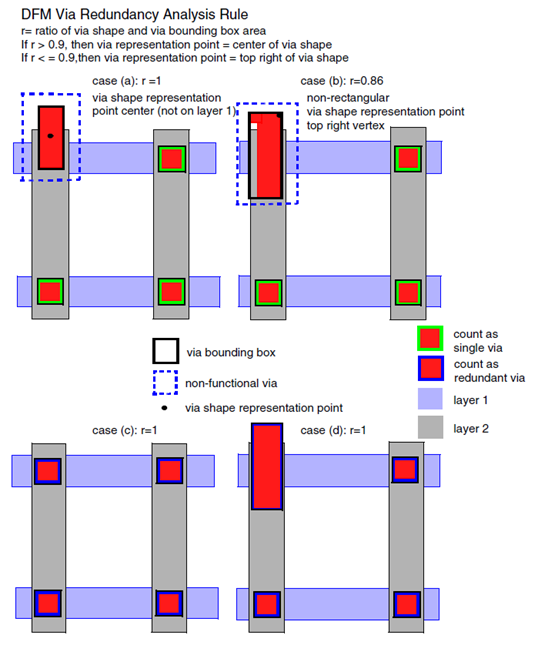 DFM Via Redundancy Analysis Rule
r= ratio of via shape and via bounding box area
If r > 0.9, then via representation point = center of via shape
If r < = 0.9,then via representation point = top right of via shape
case (a): r =1
via shape representation
point center (not on layer 1)
case (b): r=0.86
non-rectangular
via shape representation point
top right vertex
via bounding box
non-functional via
via shape representation point
count as
single via
count as
redundant via
layer 1
layer 2
case (c): r=1
case (d): r=1